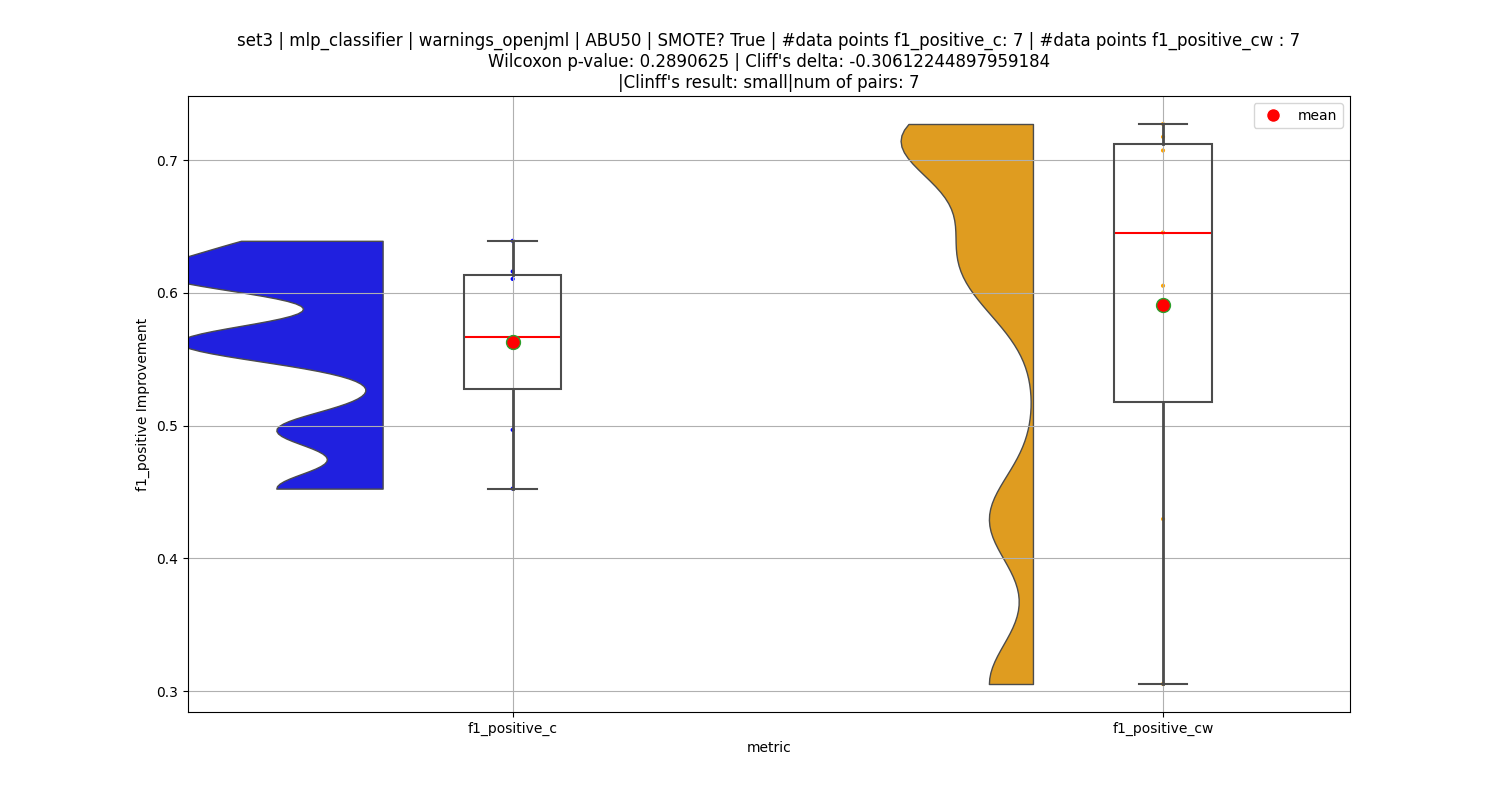 set3 | mlp_classifier | warnings_openjml | ABU50 | SMOTE? True | #data points f1_positive_c: 7 | #data points f1_positive_cw : 7
Wilcoxon p-value: 0.2890625 | Cliff's delta: -0.30612244897959184
|Clinff's result: small|num of pairs: 7
mean
0.7
0.6
0.5
0.4
0.3
f1_positive Improvement
f1_positive_c
f1_positive_cw
metric